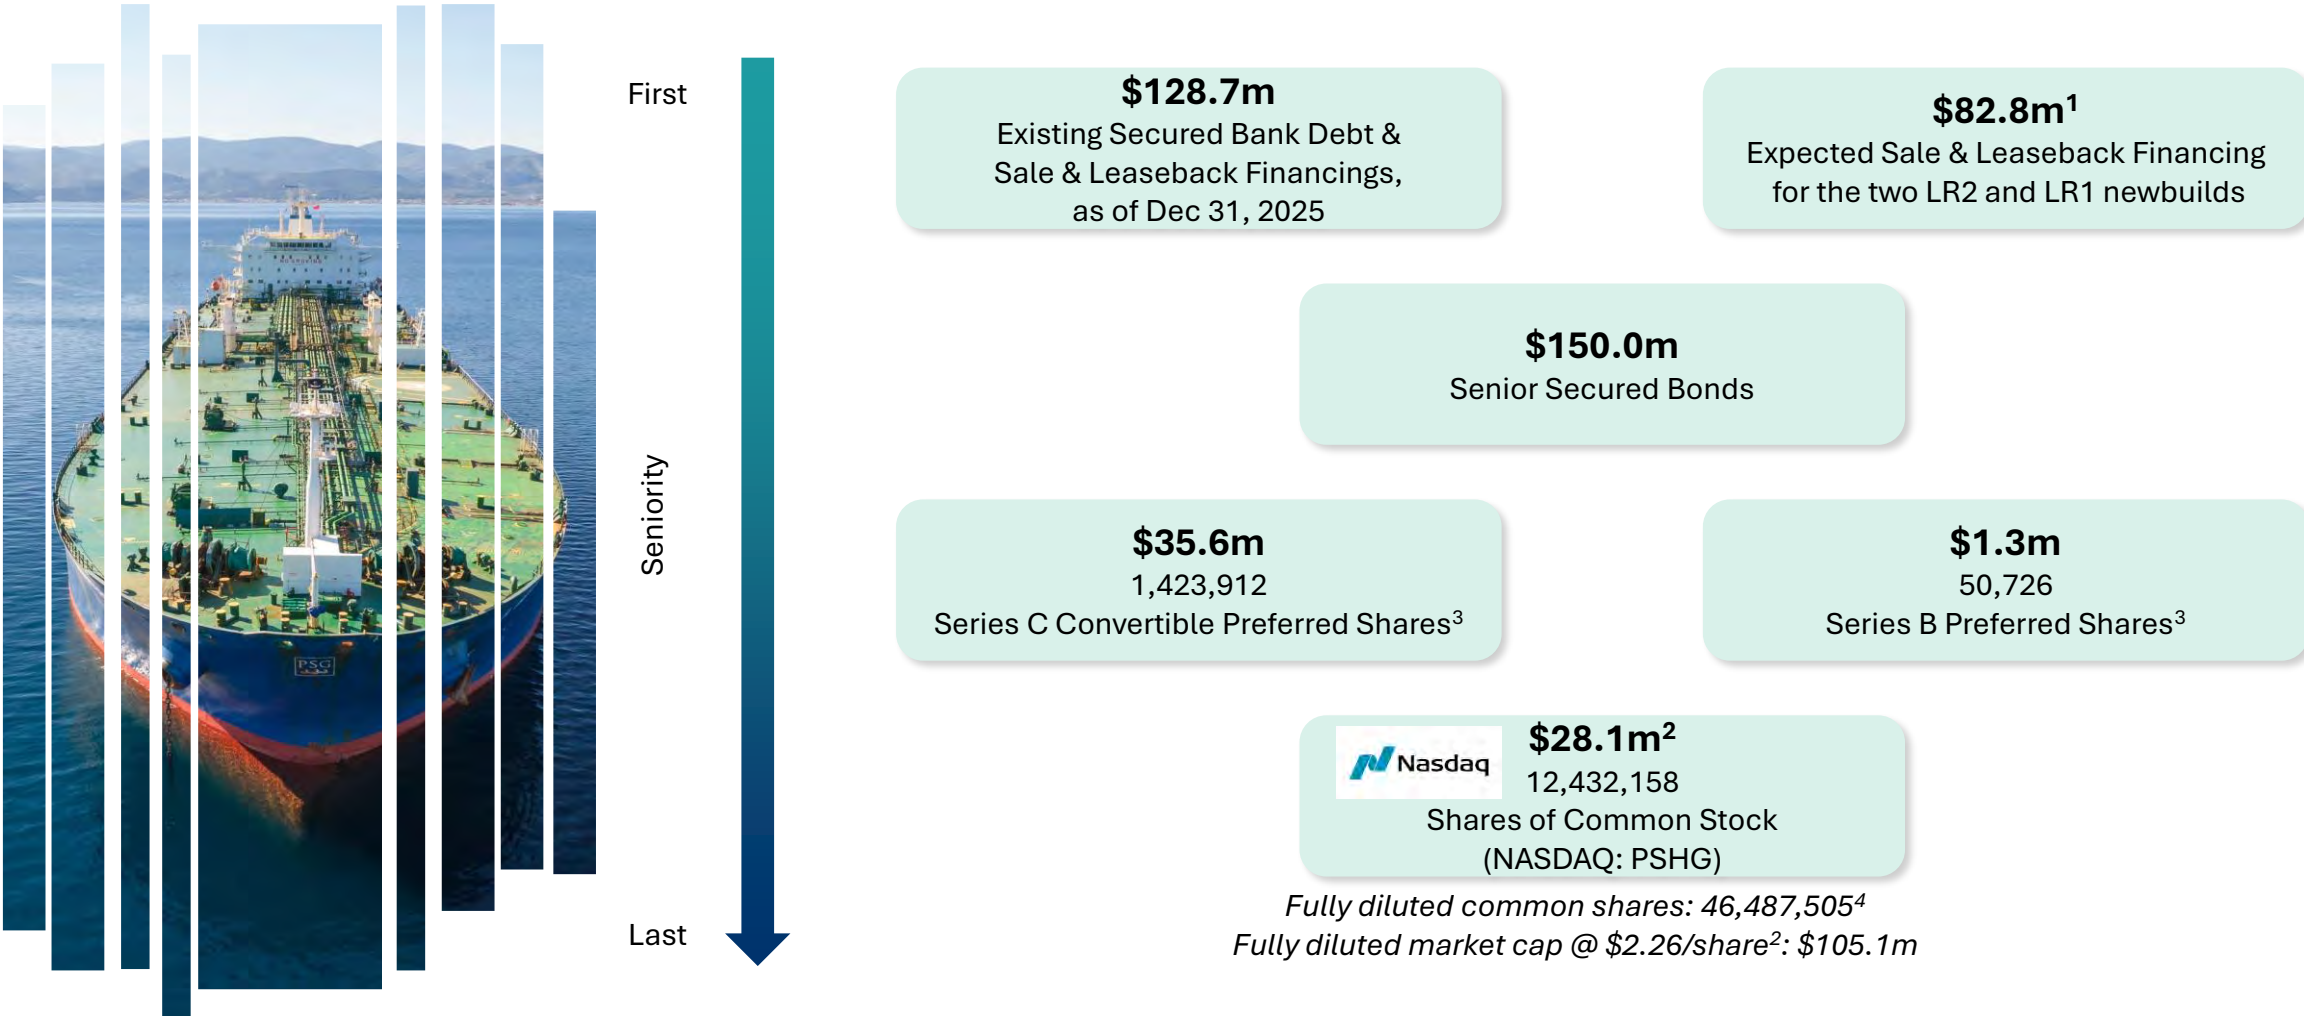 First
$128.7m
Existing Secured Bank Debt &
Sale & Leaseback Financings,
as of Dec 31, 2025
$82.8m¹
Expected Sale & Leaseback Financing
for the two LR2 and LR1 newbuilds
$150.0m
Senior Secured Bonds
Seniority
$35.6m
1,423,912
Series C Convertible Preferred Shares³
$1.3m
50,726
Series B Preferred Shares³
PSG
Nasdaq
$28.1m²
12,432,158
Shares of Common Stock
(NASDAQ: PSHG)
Fully diluted common shares: 46,487,505⁴
Last
Fully diluted market cap @ $2.26/share²: $105.1m